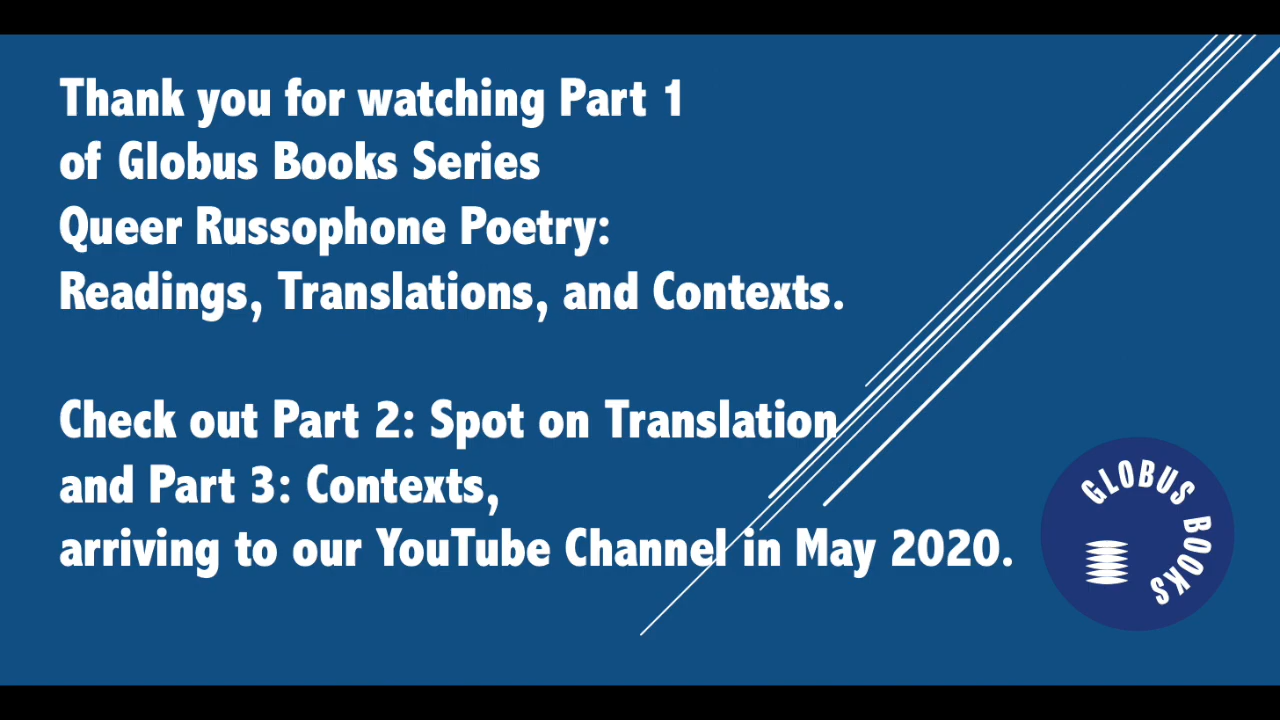 Thank you for watching Part 1
of Globus Books Series
Queer Russophone Poetry:
Readings, Translations, and Contexts.
Check out Part 2: Spot on Translation
and Part 3: Contexts,
arriving to our YouTube Channel in May 2020.
GLOBUS BOOKS